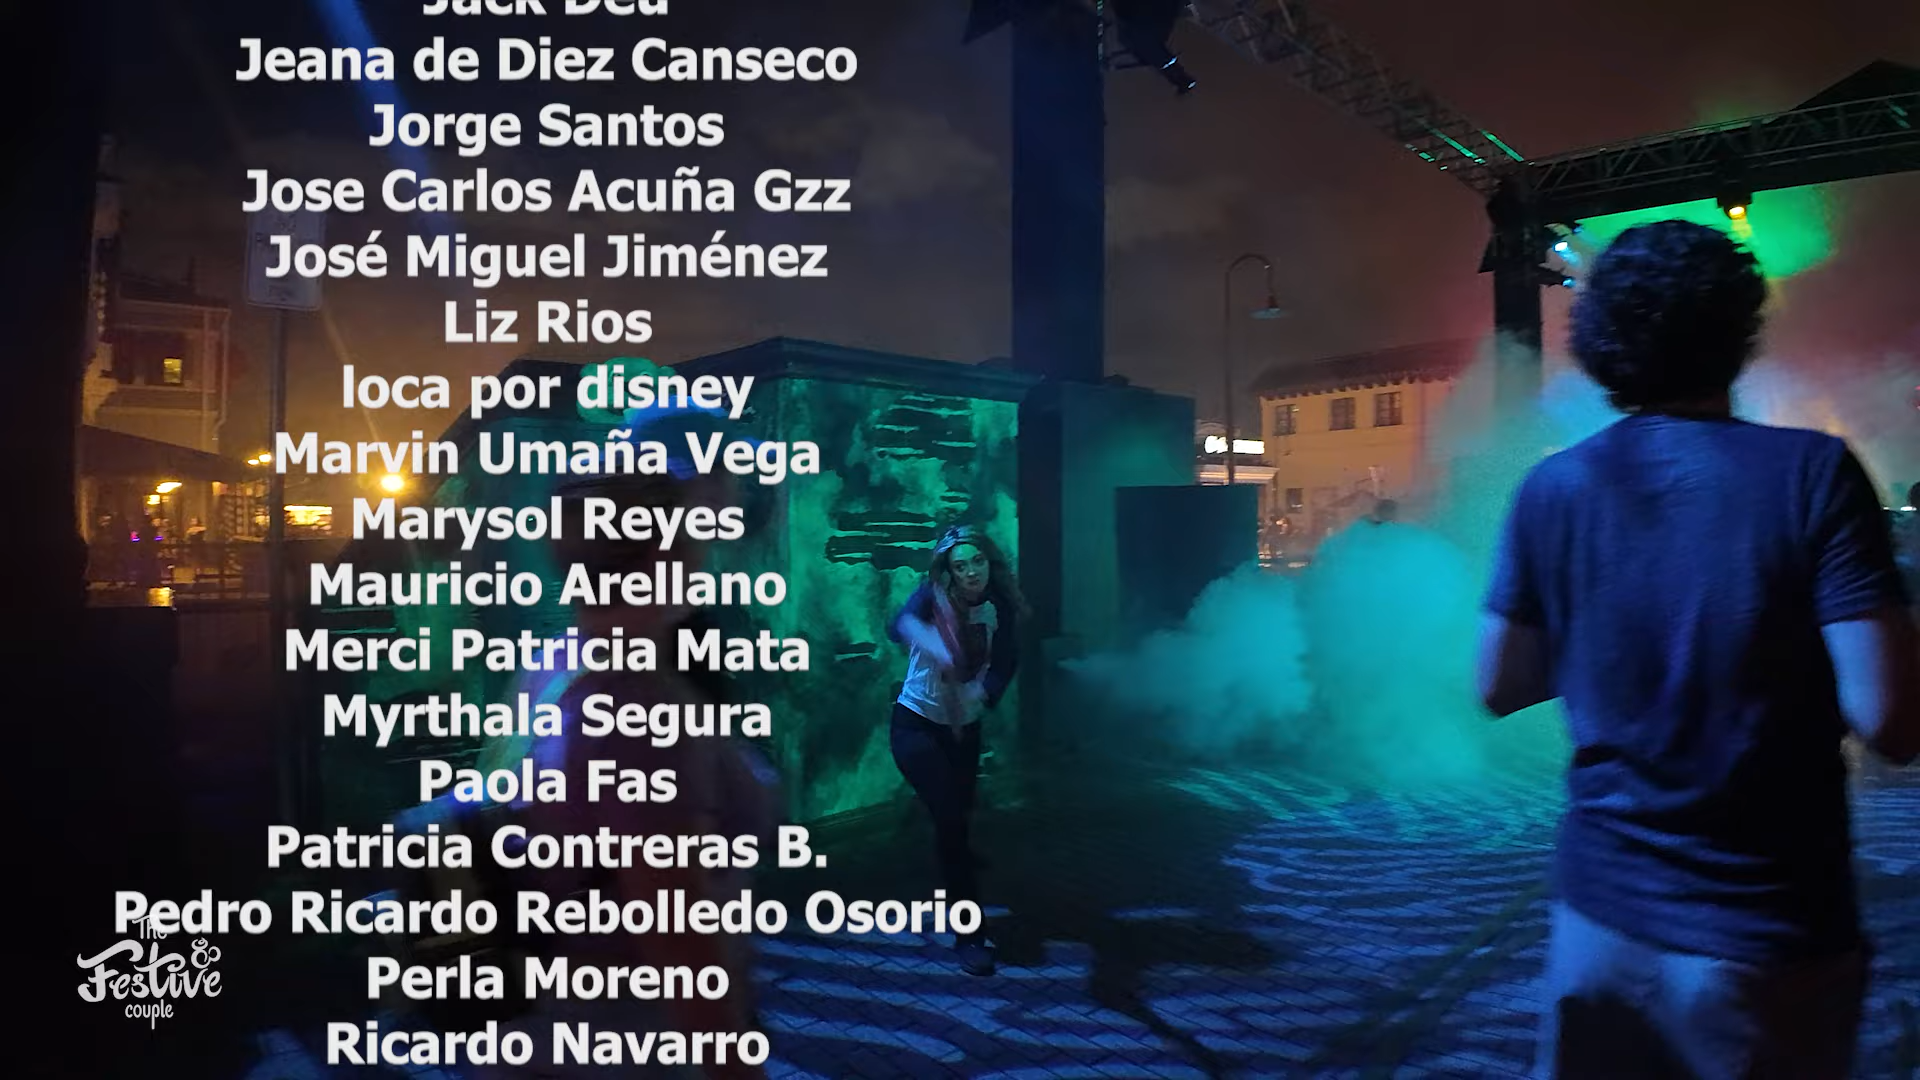 Jack Deu
Jeana de Diez Canseco
Jorge Santos
Jose Carlos Acuña Gzz
José Miguel Jiménez
Liz Rios
loca por disney
Marvin Umaña Vega
Marysol Reyes
Mauricio Arellano
Merci Patricia Mata
Myrthala Segura
Paola Fas
Patricia Contreras B.
Pedro Ricardo Rebolledo Osorio
Perla Moreno
Ricardo Navarro
THE
Festive
couple